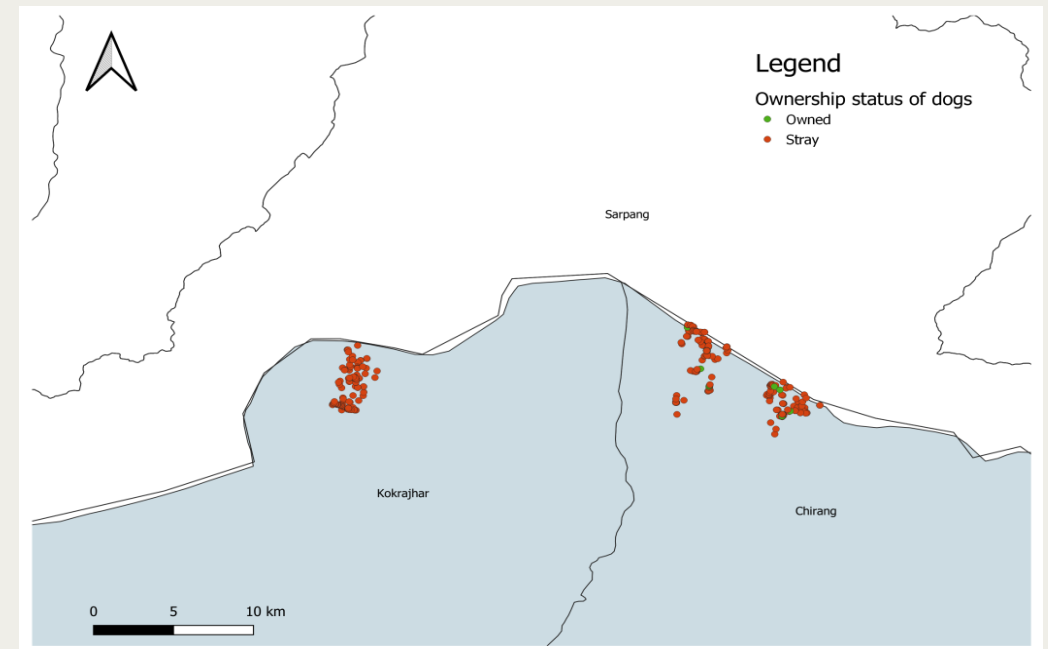 Legend
Ownership status of dogs
Owned
Stray
Sarpang
Kokrajhar
Chirang
0 5 10 km